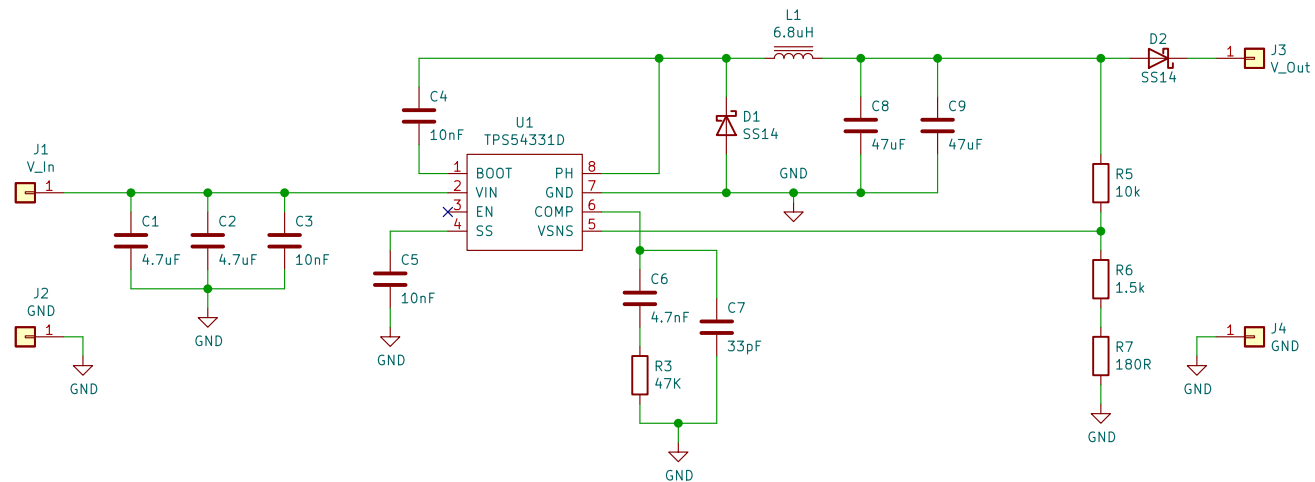 L1
6.8uH
D2
SS14
1
J3
V_Out
C4
10nF
D1
SS14
C8
47uF
C9
47uF
U1
TPS54331D
1
BOOT
PH
8
2
VIN
GND
7
3
EN
COMP
6
4
SS
VSNS
5
GND
J1
V_In
1
R5
10k
C1
4.7uF
C2
4.7uF
C3
10nF
GND
C5
10nF
GND
C6
4.7nF
C7
33pF
R3
47K
GND
R6
1.5k
R7
180R
GND
J2
GND
1
GND
1
J4
GND
GND